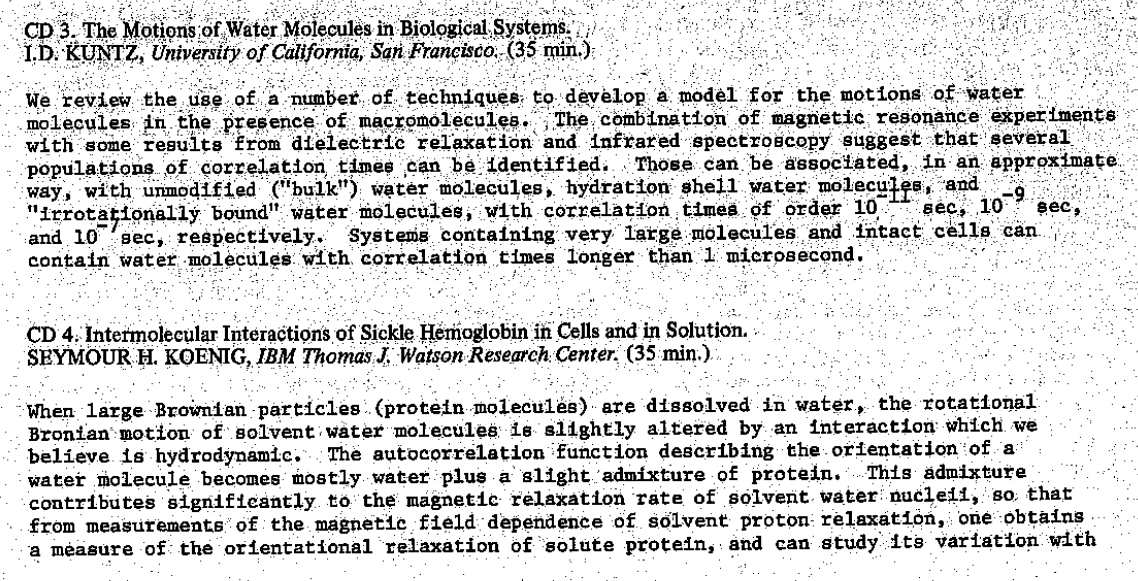 CD 3. The Motions of Water Molecules in Biological Systems.
I.D. KUNTZ, University of California, San Francisco. (35 min.)
We review the use of a number of techniques to develop a model for the motions of water
molecules in the presence of macromolecules. The combination of magnetic resonance experiments
with some results from dielectric relaxation and infrared spectroscopy suggest that several
populations of correlation times can be identified. Those can be associated, in an approximate
way, with unmodified ("bulk") water molecules, hydration shell water molecules, and
"irrotationally bound" water molecules, with correlation times of order 10⁻¹¹ sec, 10⁻⁹ sec,
and 10⁻⁷ sec, respectively. Systems containing very large molecules and intact cells can
contain water molecules with correlation times longer than 1 microsecond.
CD 4. Intermolecular Interactions of Sickle Hemoglobin in Cells and in Solution.
SEYMOUR H. KOENIG, IBM Thomas J. Watson Research Center. (35 min.)
When large Brownian particles (protein molecules) are dissolved in water, the rotational
Bronian motion of solvent water molecules is slightly altered by an interaction which we
believe is hydrodynamic. The autocorrelation function describing the orientation of a
water molecule becomes mostly water plus a slight admixture of protein. This admixture
contributes significantly to the magnetic relaxation rate of solvent water nucleii, so that
from measurements of the magnetic field dependence of solvent proton relaxation, one obtains
a measure of the orientational relaxation of solute protein, and can study its variation with